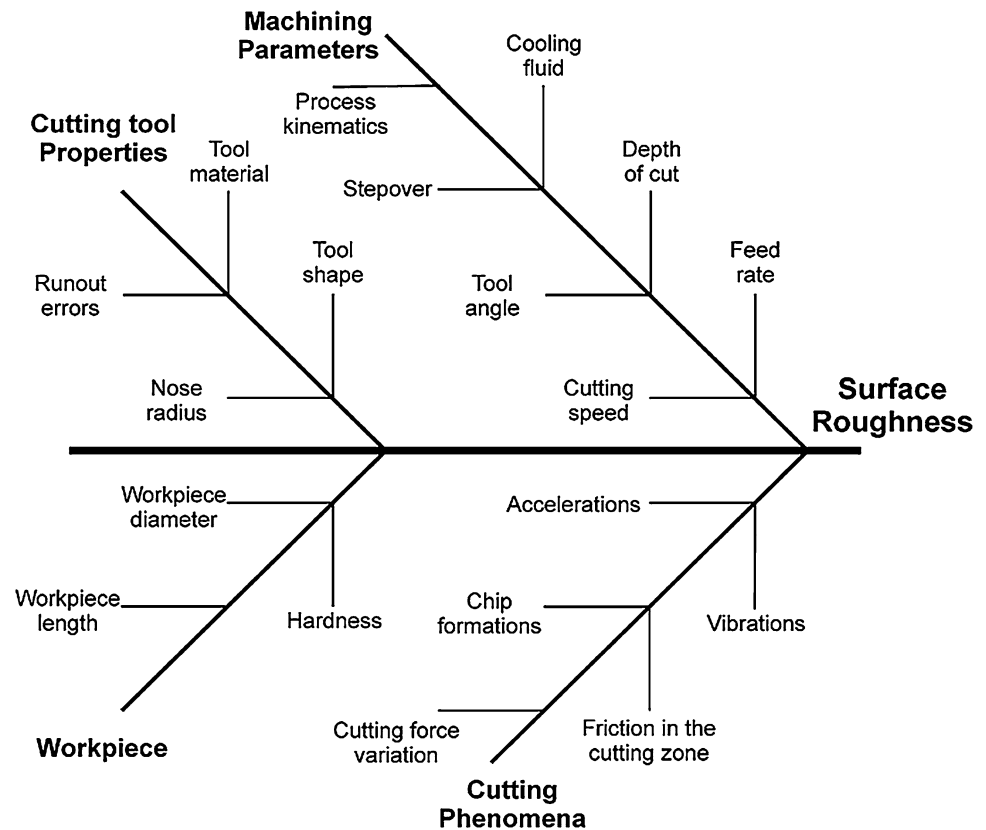 Machining
Parameters
Cooling
fluid
Process
kinematics
Cutting tool
Properties
Tool
material
Stepover
Depth
of cut
Tool
shape
Feed
rate
Runout
errors
Tool
angle
Nose
radius
Cutting
speed
Surface
Roughness
Workpiece
diameter
Accelerations
Workpiece
length
Hardness
Chip
formations
Vibrations
Workpiece
Cutting force
variation
Friction in the
cutting zone
Cutting
Phenomena